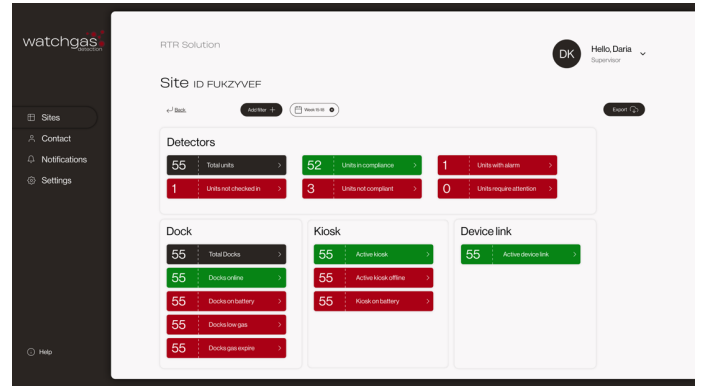 watchgas
detection
RTR Solution
DK
Hello, Daria
Supervisor
Site ID FUKZYVEF
Back
Add filter +
Week 15-16
Export
Sites
Contact
Notifications
Settings
Help
Detectors
55 Total units
52 Units in compliance
1 Units with alarm
1 Units not checked in
3 Units not compliant
0 Units require attention
Dock
55 Total Docks
55 Docks online
55 Docks on battery
55 Docks low gas
55 Docks gas expire
Kiosk
55 Active kiosk
55 Active kiosk offline
55 Kiosk on battery
Device link
55 Active device link